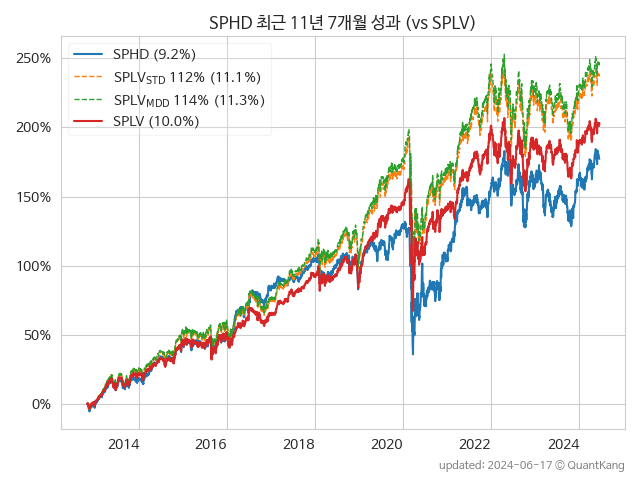 SPHD 최근 11년 7개월 성과 (vs SPLV)
SPHD (9.2%)
SPLV_STD 112% (11.1%)
SPLV_MDD 114% (11.3%)
SPLV (10.0%)
250%
200%
150%
100%
50%
0%
2014 2016 2018 2020 2022 2024
updated: 2024-06-17 © QuantKang